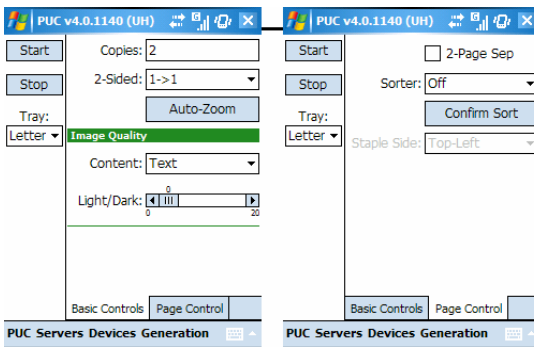 PUC v4.0.1140 (UH)
Start
Copies: 2
Stop
2-Sided: 1->1
Auto-Zoom
Tray:
Letter
Image Quality
Content: Text
Light/Dark:
0
0 20
Basic Controls Page Control
PUC Servers Devices Generation
PUC v4.0.1140 (UH)
Start
2-Page Sep
Stop
Sorter: Off
Confirm Sort
Tray:
Letter
Staple Side: Top-Left
Basic Controls Page Control
PUC Servers Devices Generation